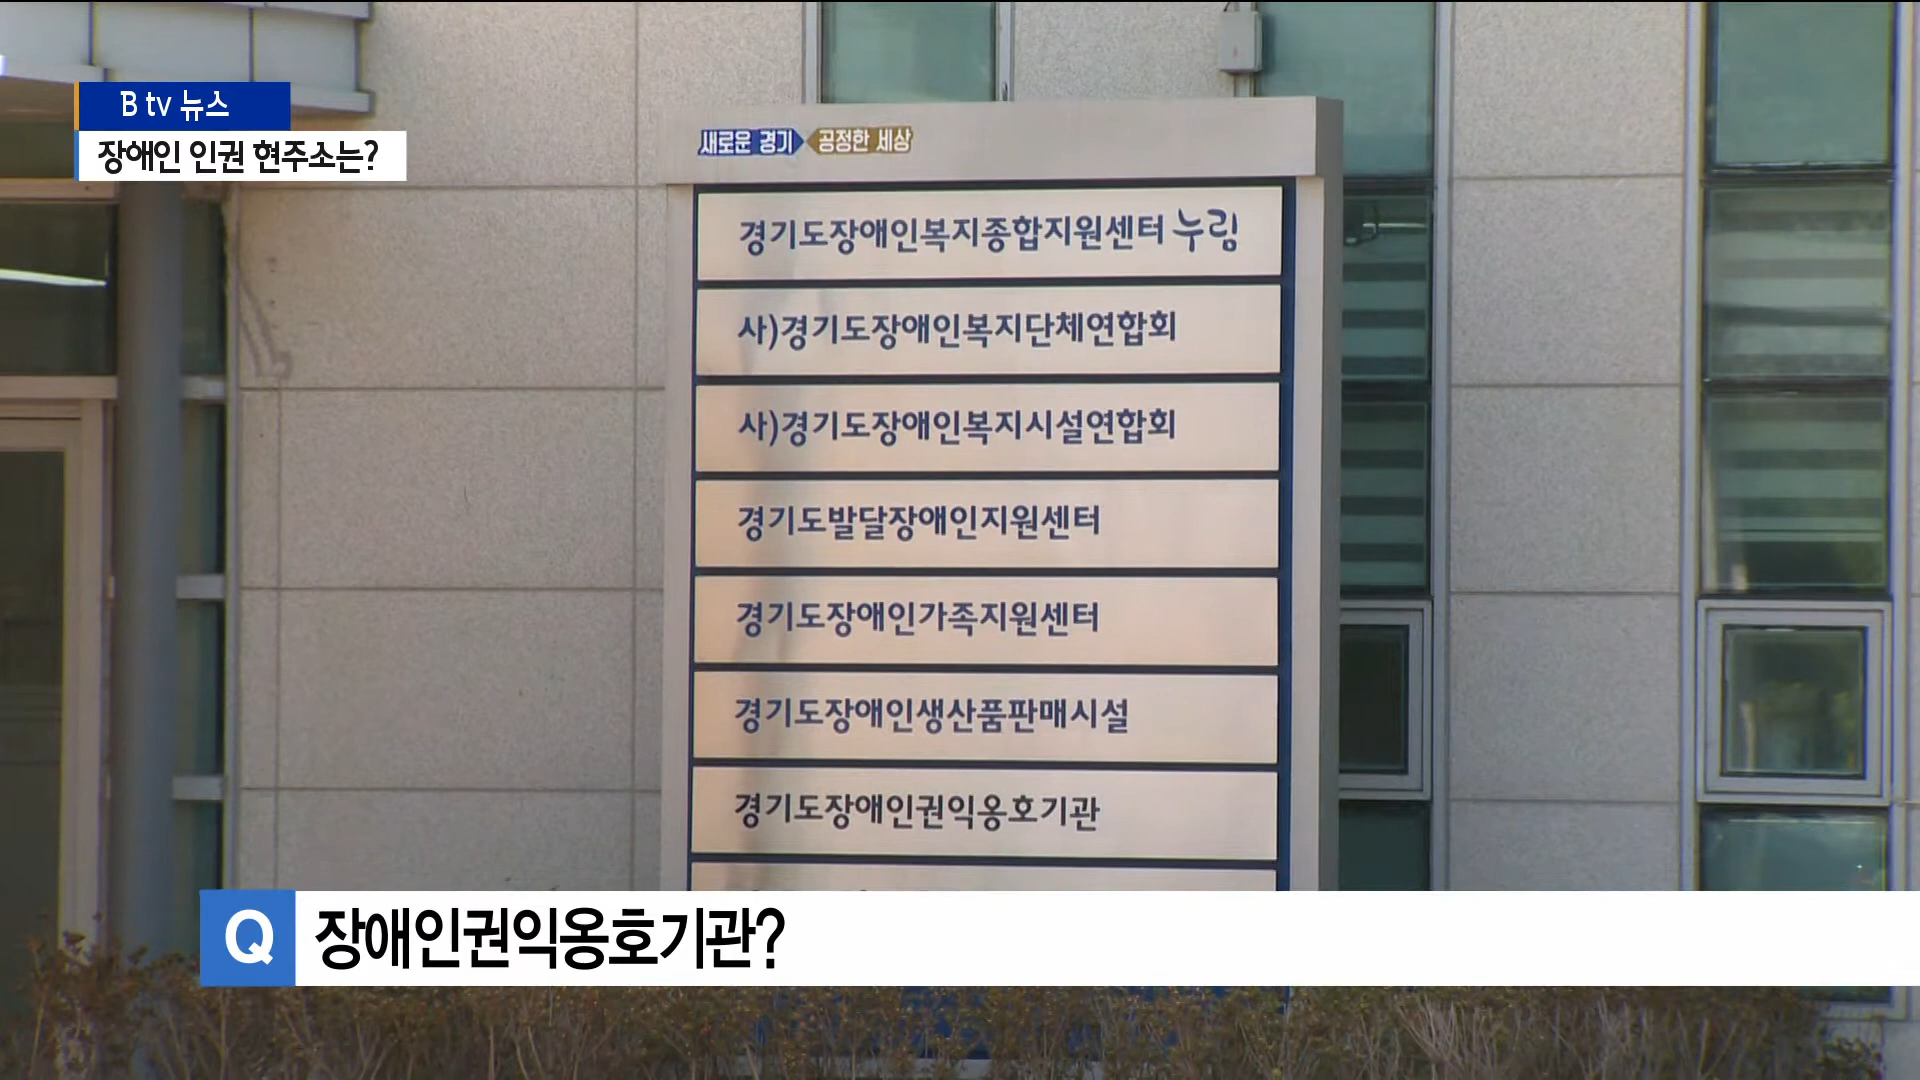 B tv 뉴스
장애인 인권 현주소는?
새로운 경기 공정한 세상
경기도장애인복지종합지원센터 누림
사)경기도장애인복지단체연합회
사)경기도장애인복지시설연합회
경기도발달장애인지원센터
경기도장애인가족지원센터
경기도장애인생산품판매시설
경기도장애인권익옹호기관
Q 장애인권익옹호기관?